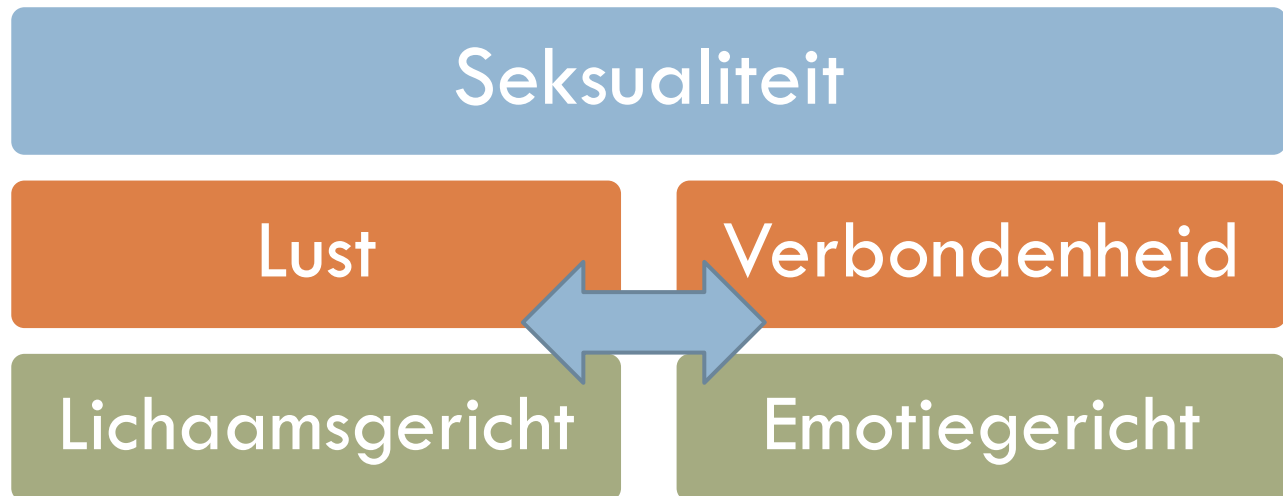 Seksualiteit
Lust
Verbondenheid
Lichaamsgericht
Emotiegericht